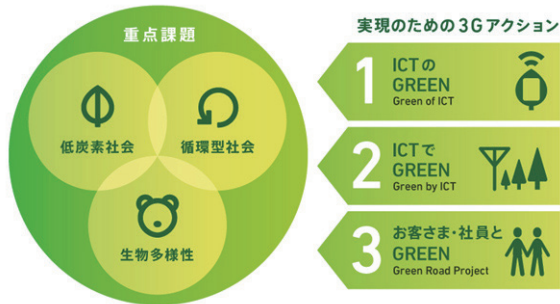 重点課題
低炭素社会
循環型社会
生物多様性
実現のための3Gアクション
1
ICTの
GREEN
Green of ICT
2
ICTで
GREEN
Green by ICT
3
お客さま・社員と
GREEN
Green Road Project